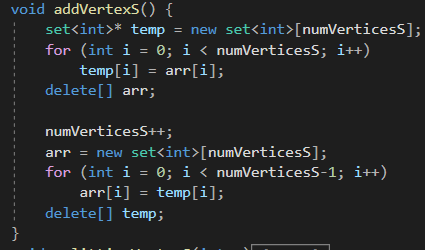 void addVertexS() {
set<int>* temp = new set<int>[numVerticesS];
for (int i = 0; i < numVerticesS; i++)
temp[i] = arr[i];
delete[] arr;
numVerticesS++;
arr = new set<int>[numVerticesS];
for (int i = 0; i < numVerticesS-1; i++)
arr[i] = temp[i];
delete[] temp;
}